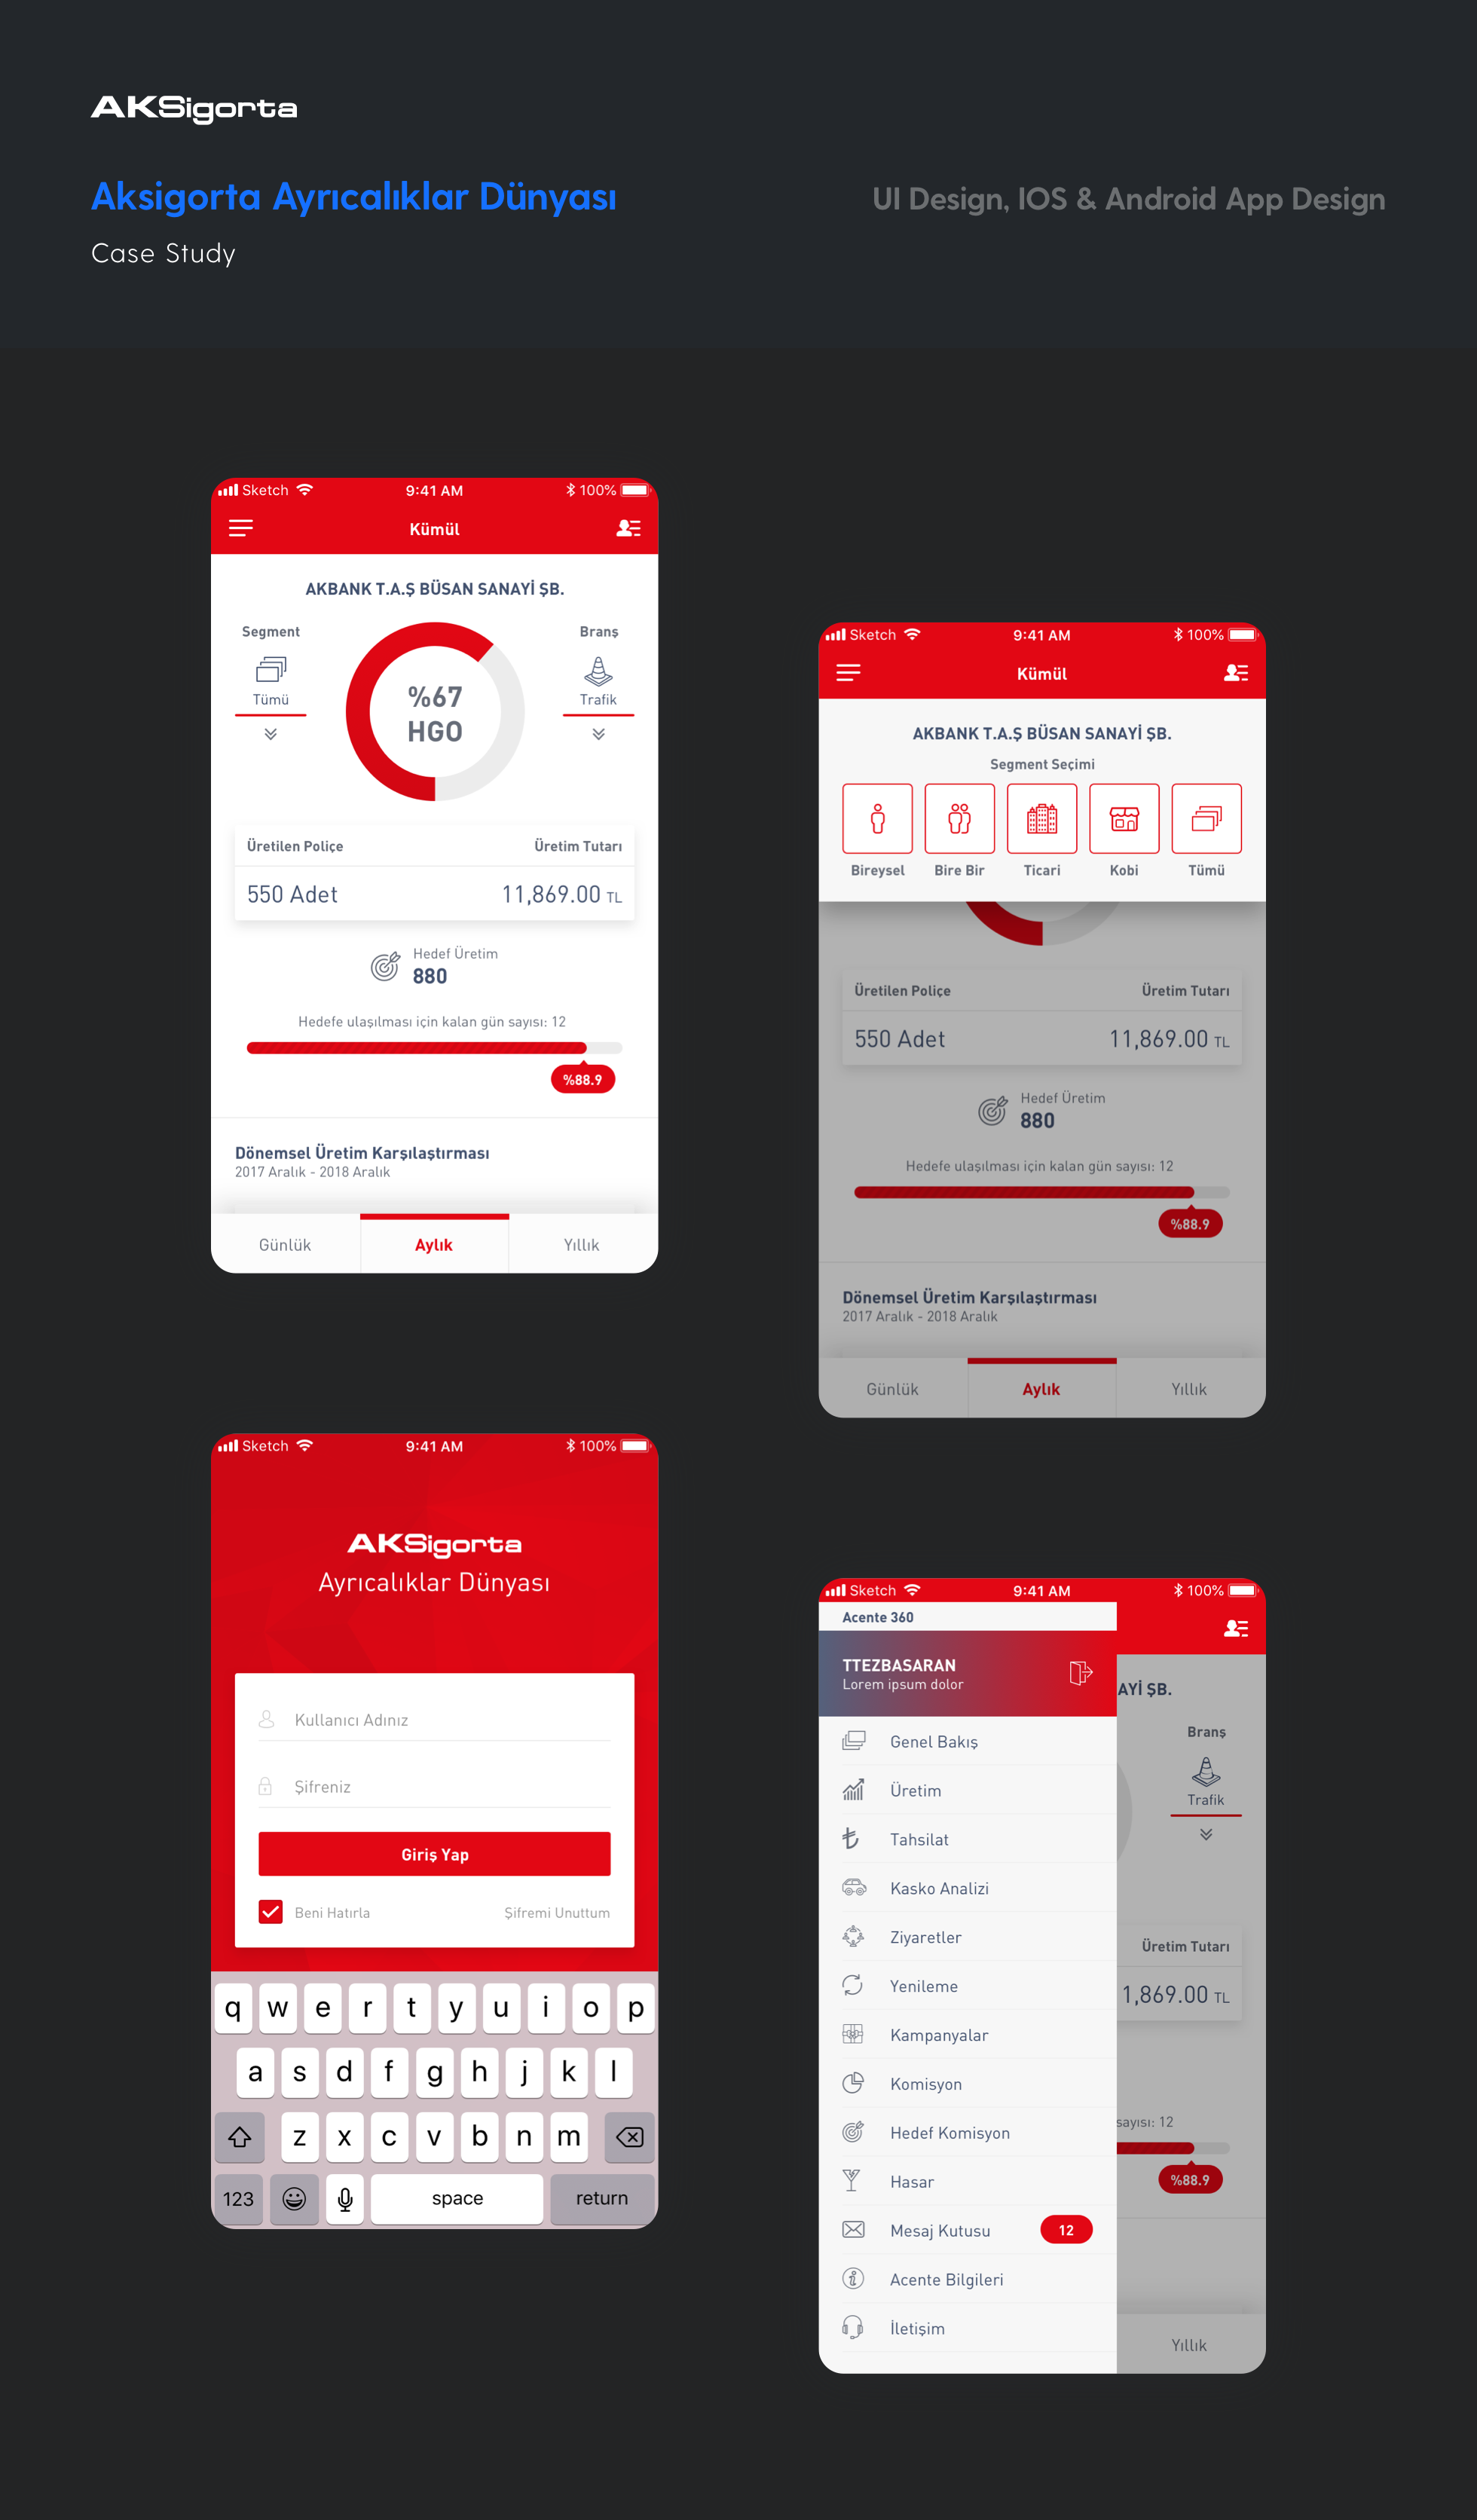 AKSigorta
Aksigorta Ayrıcalıklar Dünyası
UI Design, IOS & Android App Design
Case Study
Sketch 9:41 AM 100%
Kümül
AKBANK T.A.Ş BÜSAN SANAYİ ŞB.
Segment
Tümü
%67
HGO
Branş
Trafik
Üretilen Poliçe Üretim Tutarı
550 Adet 11,869.00 TL
Hedef Üretim
880
Hedefe ulaşılması için kalan gün sayısı: 12
%88.9
Dönemsel Üretim Karşılaştırması
2017 Aralık - 2018 Aralık
Günlük Aylık Yıllık
Sketch 9:41 AM 100%
Kümül
AKBANK T.A.Ş BÜSAN SANAYİ ŞB.
Segment Seçimi
Bireysel Bire Bir Ticari Kobi Tümü
Üretilen Poliçe Üretim Tutarı
550 Adet 11,869.00 TL
Hedef Üretim
880
Hedefe ulaşılması için kalan gün sayısı: 12
%88.9
Dönemsel Üretim Karşılaştırması
2017 Aralık - 2018 Aralık
Günlük Aylık Yıllık
Sketch 9:41 AM 100%
AKSigorta
Ayrıcalıklar Dünyası
Kullanıcı Adınız
Şifreniz
Giriş Yap
Beni Hatırla Şifremi Unuttum
q w e r t y u i o p
a s d f g h j k l
z x c v b n m
123 space return
Sketch 9:41 AM 100%
Acente 360
TTEZBASARAN
Lorem ipsum dolor
Genel Bakış
Üretim
Tahsilat
Kasko Analizi
Ziyaretler
Yenileme
Kampanyalar
Komisyon
Hedef Komisyon
Hasar
Mesaj Kutusu 12
Acente Bilgileri
İletişim
AYİ ŞB.
Branş
Trafik
Üretim Tutarı
1,869.00 TL
sayısı: 12
%88.9
Yıllık